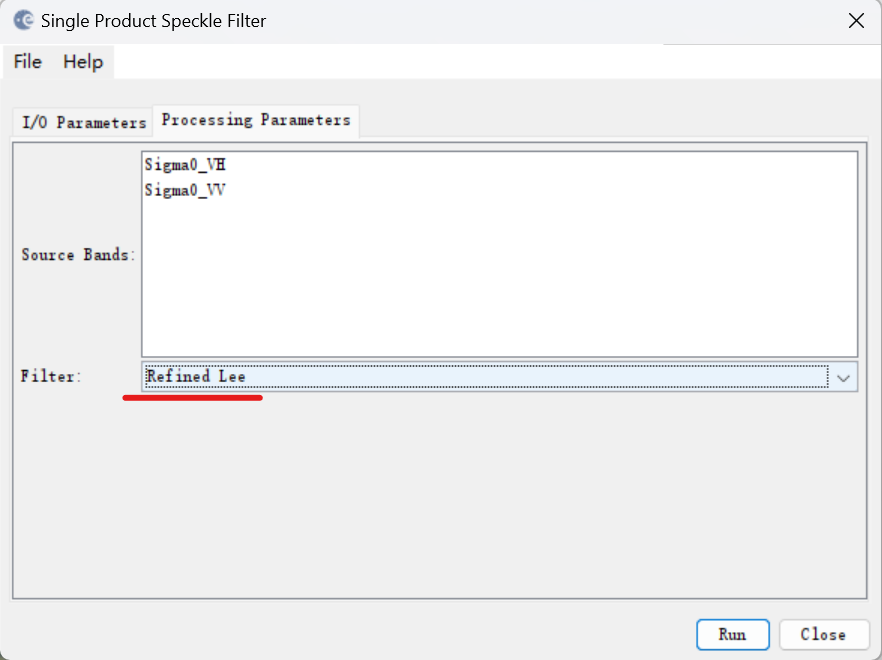 Single Product Speckle Filter
File Help
I/O Parameters Processing Parameters
Sigma0_VH
Sigma0_VV
Source Bands:
Filter: Refined Lee
Run Close